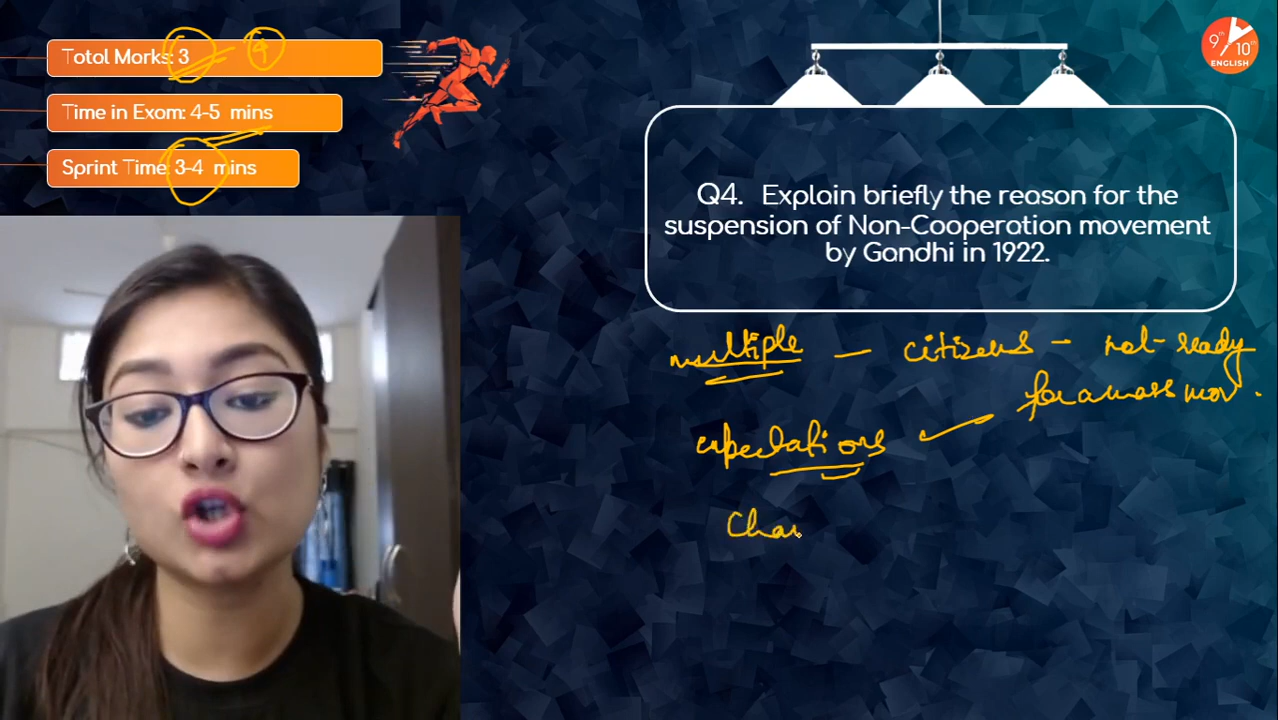 Total Marks: 3 4
Time in Exam: 4-5 mins
Sprint Time: 3-4 mins
9th 10th
ENGLISH
Q4. Explain briefly the reason for the
suspension of Non-Cooperation movement
by Gandhi in 1922.
multiple — citizens - not-ready
for a mass mov.
expectations
Chau